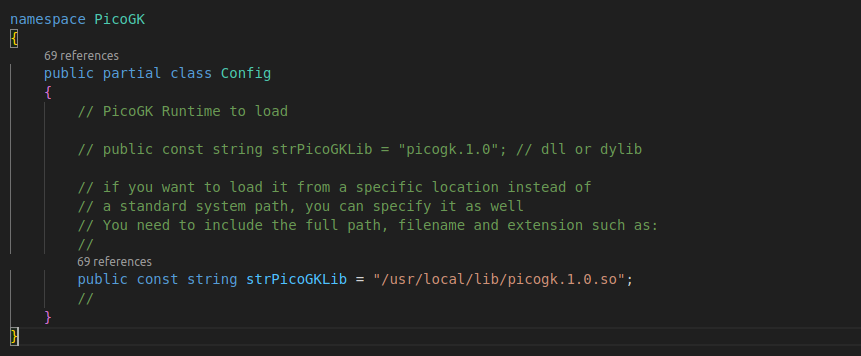 namespace PicoGK
{
69 references
public partial class Config
{
// PicoGK Runtime to load
// public const string strPicoGKLib = "picogk.1.0"; // dll or dylib
// if you want to load it from a specific location instead of
// a standard system path, you can specify it as well
// You need to include the full path, filename and extension such as:
//
69 references
public const string strPicoGKLib = "/usr/local/lib/picogk.1.0.so";
//
}
}